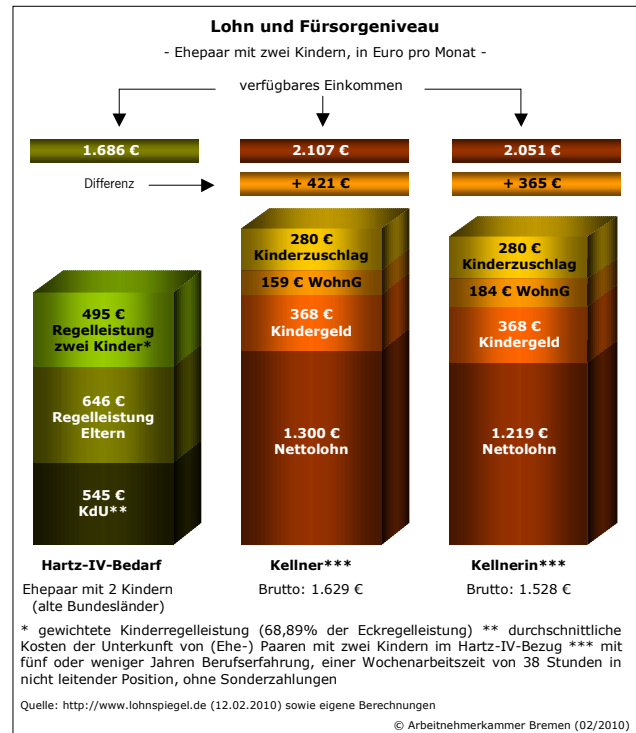 Lohn und Fürsorgeniveau
- Ehepaar mit zwei Kindern, in Euro pro Monat -
verfügbares Einkommen
1.686 €
2.107 €
2.051 €
Differenz
+ 421 €
+ 365 €
495 €
Regelleistung
zwei Kinder*
646 €
Regelleistung
Eltern
545 €
KdU**
280 €
Kinderzuschlag
159 € WohnG
368 €
Kindergeld
1.300 €
Nettolohn
280 €
Kinderzuschlag
184 € WohnG
368 €
Kindergeld
1.219 €
Nettolohn
Hartz-IV-Bedarf
Ehepaar mit 2 Kindern
(alte Bundesländer)
Kellner***
Brutto: 1.629 €
Kellnerin***
Brutto: 1.528 €
* gewichtete Kinderregelleistung (68,89% der Eckregelleistung) ** durchschnittliche
Kosten der Unterkunft von (Ehe-) Paaren mit zwei Kindern im Hartz-IV-Bezug *** mit
fünf oder weniger Jahren Berufserfahrung, einer Wochenarbeitszeit von 38 Stunden in
nicht leitender Position, ohne Sonderzahlungen
Quelle: http://www.lohnspiegel.de (12.02.2010) sowie eigene Berechnungen
© Arbeitnehmerkammer Bremen (02/2010)